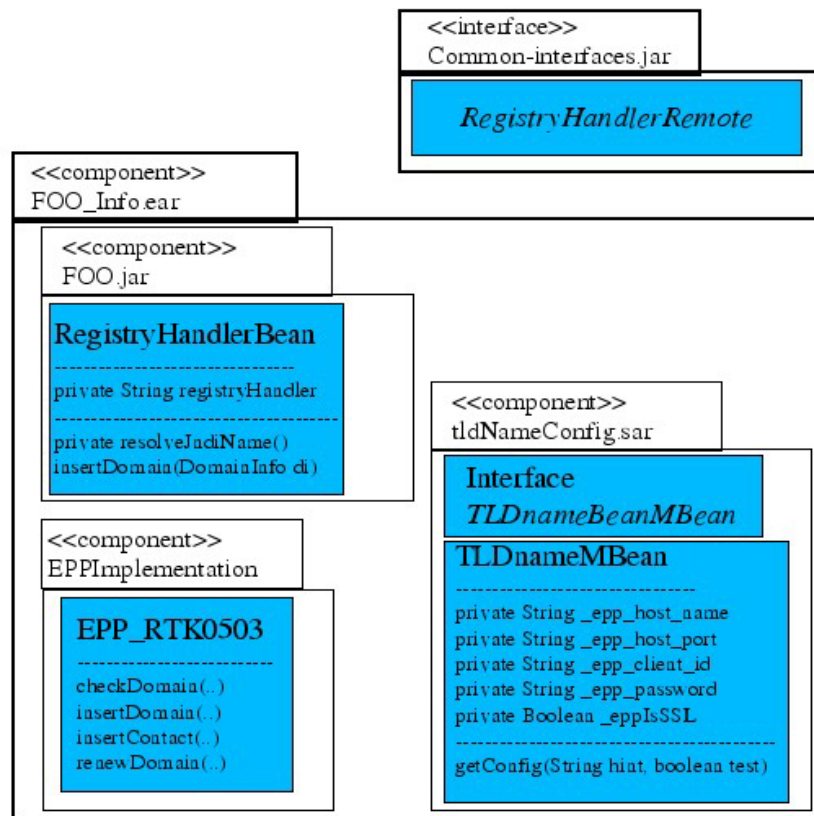 <<interface>>
Common-interfaces.jar
RegistryHandlerRemote
<<component>>
FOO_Info.ear
<<component>>
FOO.jar
RegistryHandlerBean
private String registryHandler
private resolveJndiName()
insertDomain(DomainInfo di)
<<component>>
EPPImplementation
EPP_RTK0503
checkDomain(..)
insertDomain(..)
insertContact(..)
renewDomain(..)
<<component>>
tldNameConfig.sar
Interface
TLDnameBeanMBean
TLDnameMBean
private String _epp_host_name
private String _epp_host_port
private String _epp_client_id
private String _epp_password
private Boolean _eppIsSSL
getConfig(String hint, boolean test)